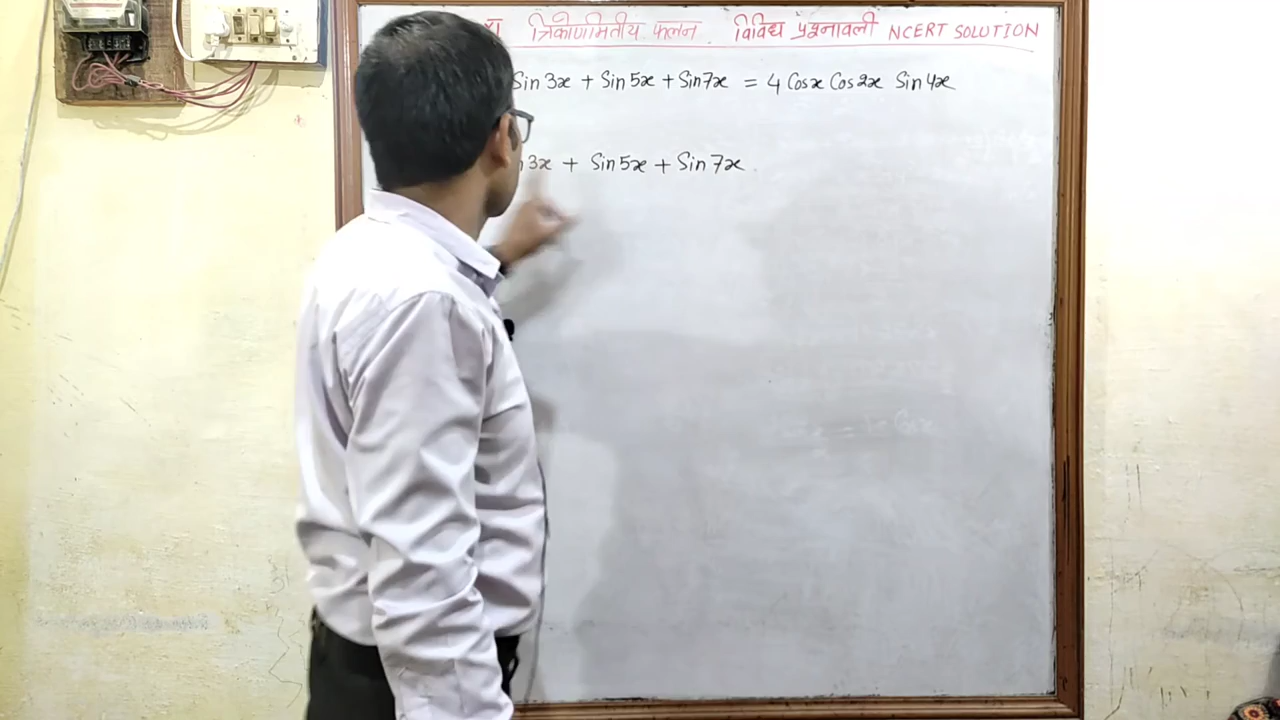 त्रिकोणमितीय फलन विविध प्रश्नावली NCERT SOLUTION
Sin 3x + Sin 5x + Sin 7x = 4 Cos x Cos 2x Sin 4x
3x + Sin 5x + Sin 7x